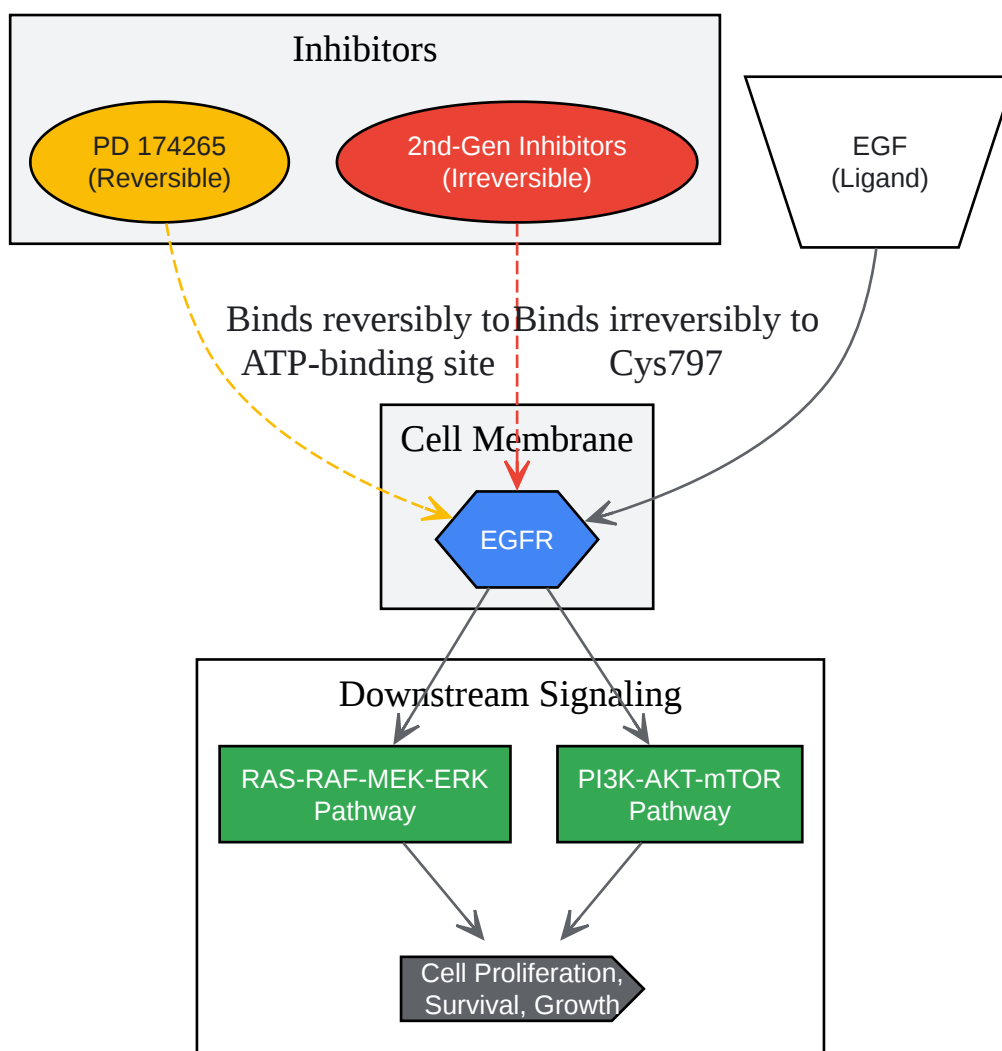 Inhibitors
PD 174265
(Reversible)
2nd-Gen Inhibitors
(Irreversible)
EGF
(Ligand)
Binds reversibly to
ATP-binding site
Binds irreversibly to
Cys797
Cell Membrane
EGFR
Downstream Signaling
RAS-RAF-MEK-ERK
Pathway
PI3K-AKT-mTOR
Pathway
Cell Proliferation,
Survival, Growth